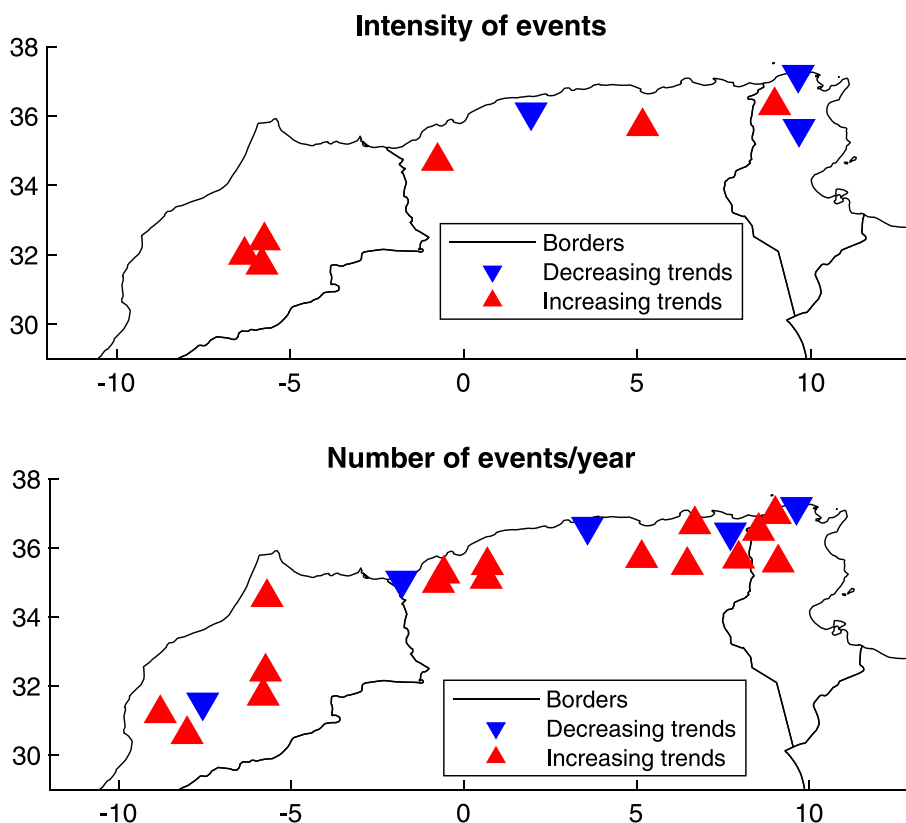 Intensity of events
38
36
34
32
30
Borders
Decreasing trends
Increasing trends
-10 -5 0 5 10
Number of events/year
38
36
34
32
30
Borders
Decreasing trends
Increasing trends
-10 -5 0 5 10